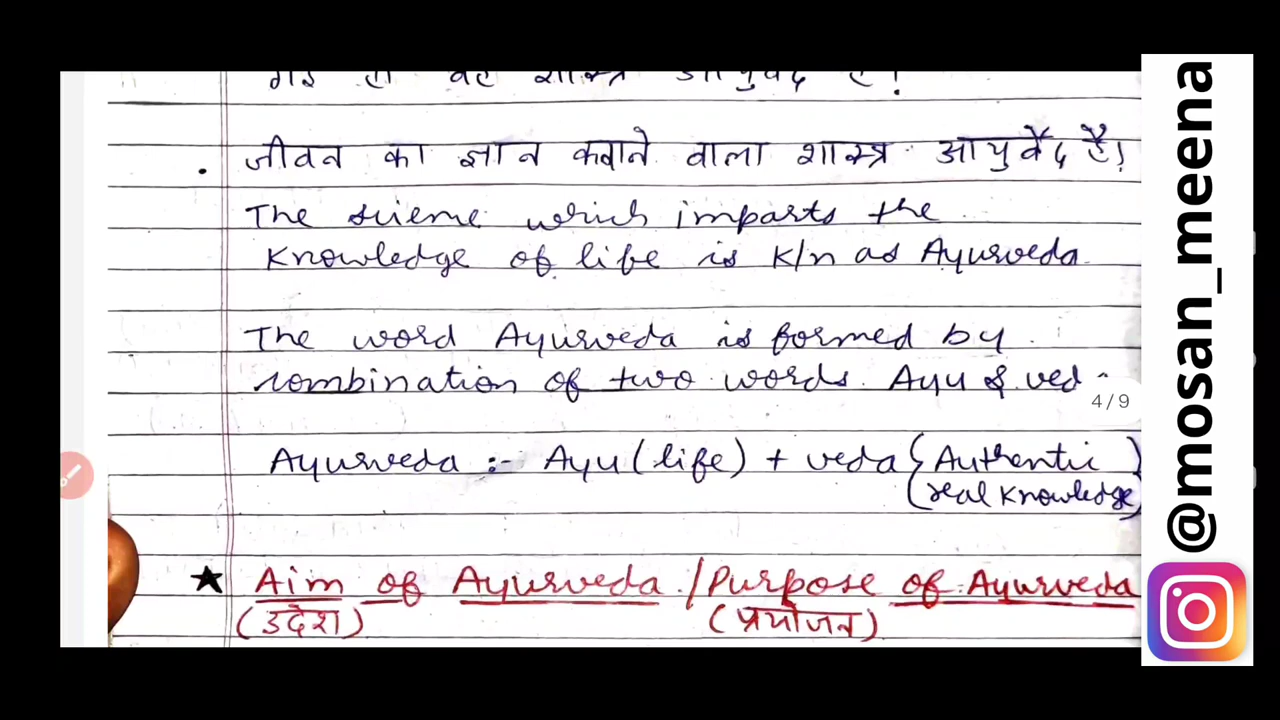 जीवन का ज्ञान कराने वाला शास्त्र आयुर्वेद है!
The science which imparts the
Knowledge of life is K/n as Ayurveda.
The word Ayurveda is formed by
combination of two words. Ayu & ved
4/9
Ayurveda :- Ayu (life) + veda { Authentic }
(real Knowledge)
★ Aim of Ayurveda / Purpose of Ayurveda
(उदेश) (प्रयोजन)
@mosan_meena